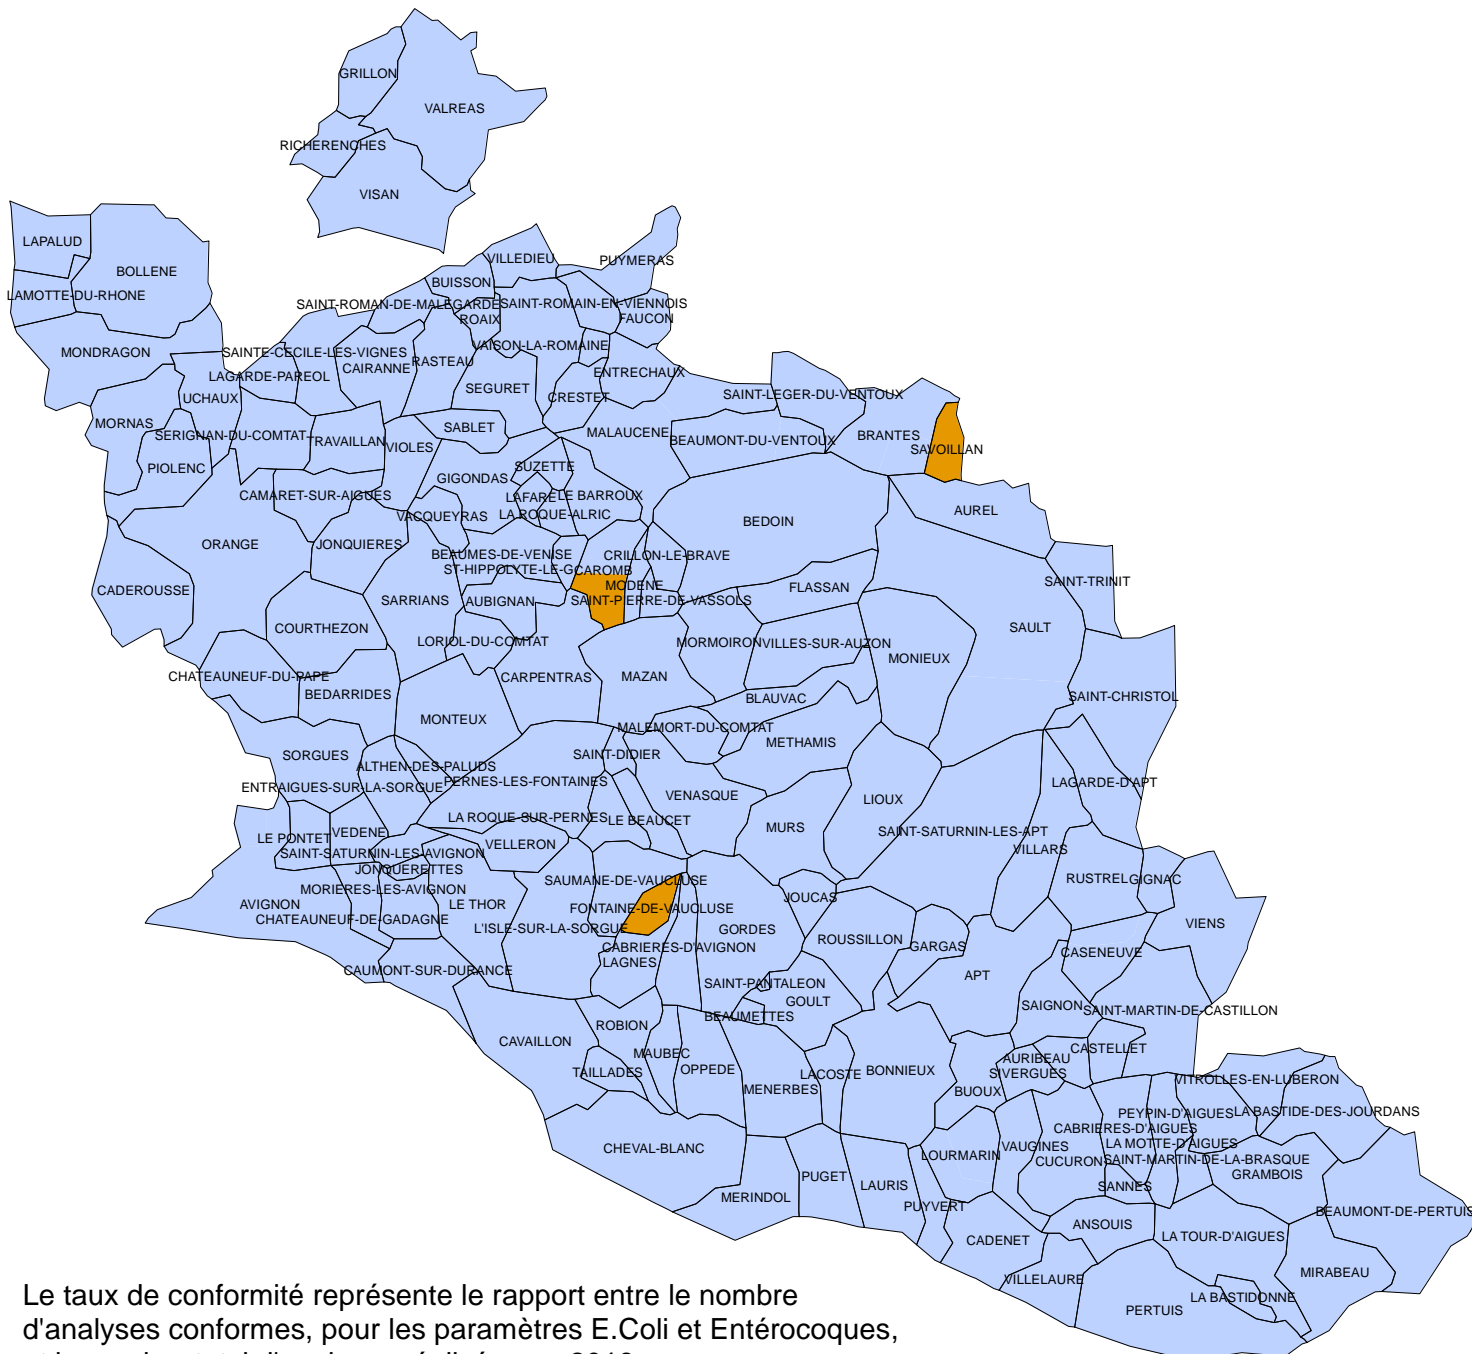 GRILLON
VALREAS
RICHERENCHES
VISAN
LAPALUD
BOLLENE
LAMOTTE-DU-RHONE
MONDRAGON
VILLEDIEU
PUYMERAS
BUISSON
SAINT-ROMAN-DE-MALEGARDE
SAINT-ROMAIN-EN-VIENNOIS
ROAIX
FAUCON
SAINTE-CECILE-LES-VIGNES
VAISON-LA-ROMAINE
CAIRANNE
RASTEAU
LAGARDE-PAREOL
ENTRECHAUX
UCHAUX
SEGURET
CRESTET
SAINT-LEGER-DU-VENTOUX
MORNAS
SERIGNAN-DU-COMTAT
TRAVAILLAN
VIOLES
SABLET
MALAUCENE
BEAUMONT-DU-VENTOUX
BRANTES
SAVOILLAN
PIOLENC
SUZETTE
GIGONDAS
CAMARET-SUR-AIGUES
LAFARE
LE BARROUX
VACQUEYRAS
LA ROQUE-ALRIC
BEDOIN
AUREL
ORANGE
JONQUIERES
BEAUMES-DE-VENISE
CRILLON-LE-BRAVE
ST-HIPPOLYTE-LE-G
CAROMB
MODENE
SAINT-TRINIT
CADEROUSSE
SARRIANS
AUBIGNAN
SAINT-PIERRE-DE-VASSOLS
FLASSAN
COURTHEZON
LORIOL-DU-COMTAT
MORMOIRON
VILLES-SUR-AUZON
SAULT
MONIEUX
CHATEAUNEUF-DU-PAPE
BEDARRIDES
CARPENTRAS
MAZAN
BLAUVAC
SAINT-CHRISTOL
MONTEUX
MALEMORT-DU-COMTAT
METHAMIS
SORGUES
SAINT-DIDIER
ALTHEN-DES-PALUDS
ENTRAIGUES-SUR-LA-SORGUE
PERNES-LES-FONTAINES
LAGARDE-D'APT
VENASQUE
LIOUX
LA ROQUE-SUR-PERNES
LE BEAUCET
MURS
SAINT-SATURNIN-LES-APT
LE PONTET
VEDENE
VELLERON
VILLARS
SAINT-SATURNIN-LES-AVIGNON
JONQUERETTES
SAUMANE-DE-VAUCLUSE
RUSTREL
GIGNAC
MORIERES-LES-AVIGNON
JOUCAS
AVIGNON
LE THOR
FONTAINE-DE-VAUCLUSE
CHATEAUNEUF-DE-GADAGNE
L'ISLE-SUR-LA-SORGUE
GORDES
VIENS
ROUSSILLON
GARGAS
CABRIERES-D'AVIGNON
CASENEUVE
LAGNES
CAUMONT-SUR-DURANCE
APT
SAINT-PANTALEON
GOULT
SAIGNON
SAINT-MARTIN-DE-CASTILLON
BEAUMETTES
ROBION
CAVAILLON
MAUBEC
CASTELLET
AURIBEAU
OPPEDE
TAILLADES
LACOSTE
BONNIEUX
SIVERGUES
VITROLLES-EN-LUBERON
MENERBES
BUOUX
PEYPIN-D'AIGUES
LA BASTIDE-DES-JOURDANS
CABRIERES-D'AIGUES
CHEVAL-BLANC
VAUGINES
LA MOTTE-D'AIGUES
LOURMARIN
CUCURON
SAINT-MARTIN-DE-LA-BRASQUE
PUGET
GRAMBOIS
LAURIS
SANNES
MERINDOL
PUYVERT
BEAUMONT-DE-PERTUIS
ANSOUIS
CADENET
LA TOUR-D'AIGUES
VILLELAURE
MIRABEAU
LA BASTIDONNE
PERTUIS
Le taux de conformité représente le rapport entre le nombre
d'analyses conformes, pour les paramètres E.Coli et Entérocoques,